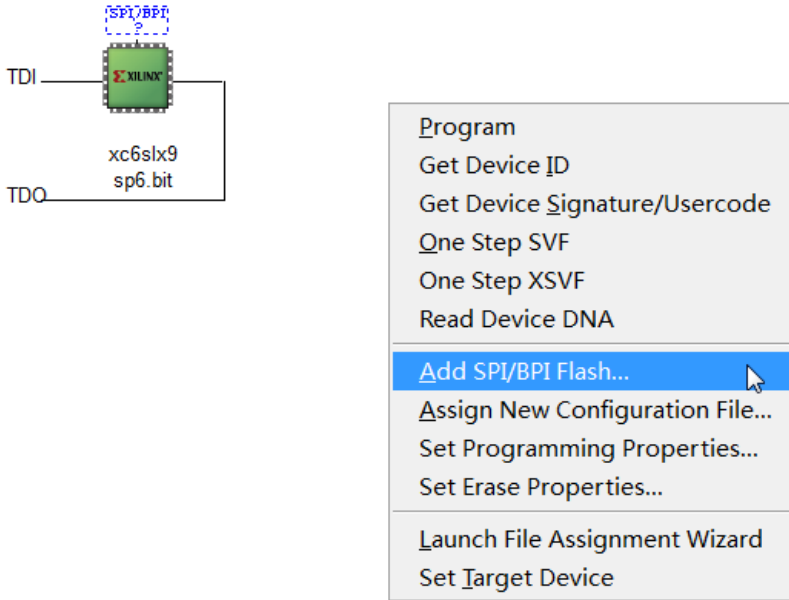 SPI/BPI
?
TDI
XILINX
xc6slx9
sp6.bit
TDO
Program
Get Device ID
Get Device Signature/Usercode
One Step SVF
One Step XSVF
Read Device DNA
Add SPI/BPI Flash...
Assign New Configuration File...
Set Programming Properties...
Set Erase Properties...
Launch File Assignment Wizard
Set Target Device